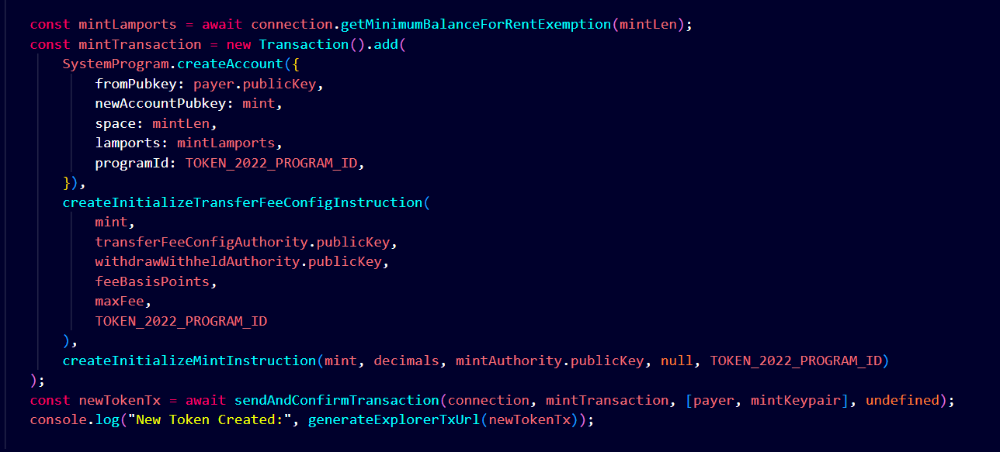 const mintLamports = await connection.getMinimumBalanceForRentExemption(mintLen);
const mintTransaction = new Transaction().add(
    SystemProgram.createAccount({
        fromPubkey: payer.publicKey,
        newAccountPubkey: mint,
        space: mintLen,
        lamports: mintLamports,
        programId: TOKEN_2022_PROGRAM_ID,
    }),
    createInitializeTransferFeeConfigInstruction(
        mint,
        transferFeeConfigAuthority.publicKey,
        withdrawWithheldAuthority.publicKey,
        feeBasisPoints,
        maxFee,
        TOKEN_2022_PROGRAM_ID
    ),
    createInitializeMintInstruction(mint, decimals, mintAuthority.publicKey, null, TOKEN_2022_PROGRAM_ID)
);
const newTokenTx = await sendAndConfirmTransaction(connection, mintTransaction, [payer, mintKeypair], undefined);
console.log("New Token Created:", generateExplorerTxUrl(newTokenTx));